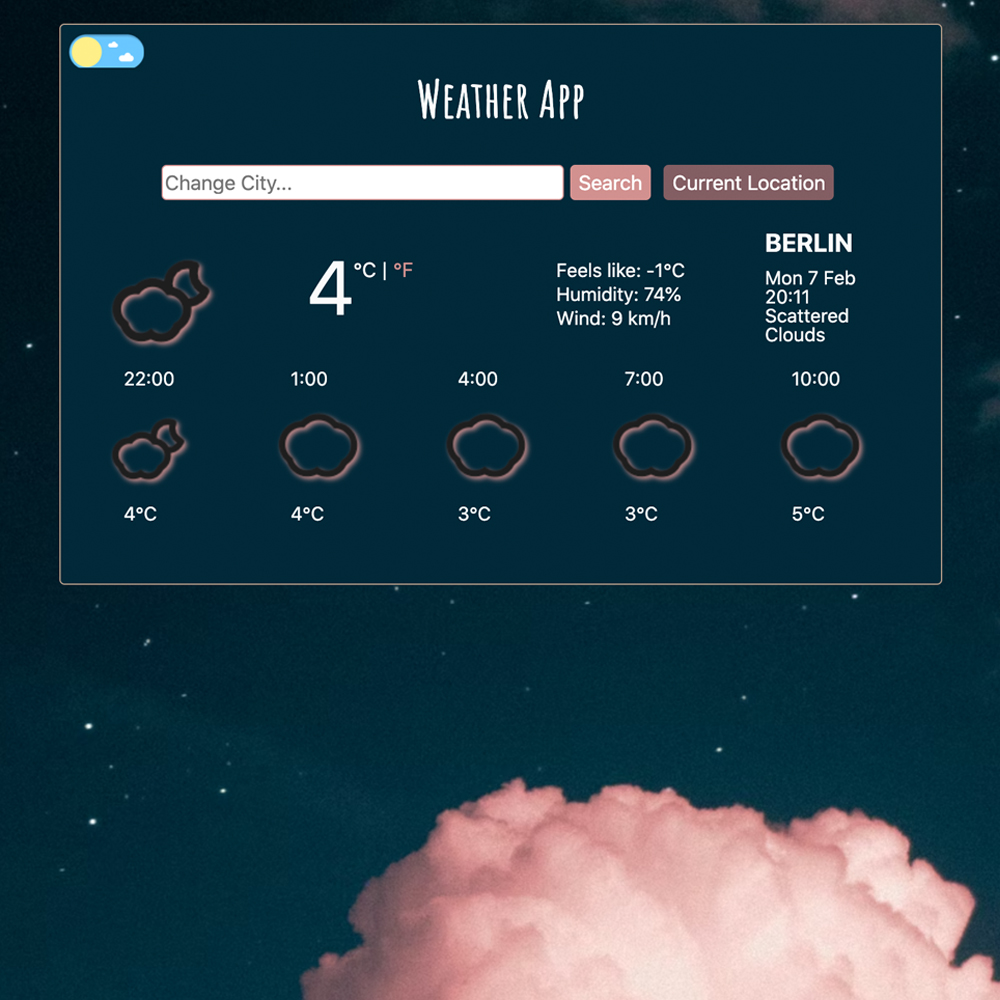 Weather App
Change City...
Search
Current Location
4
°C | °F
Feels like: -1°C
Humidity: 74%
Wind: 9 km/h
BERLIN
Mon 7 Feb
20:11
Scattered
Clouds
22:00
1:00
4:00
7:00
10:00
4°C
4°C
3°C
3°C
5°C